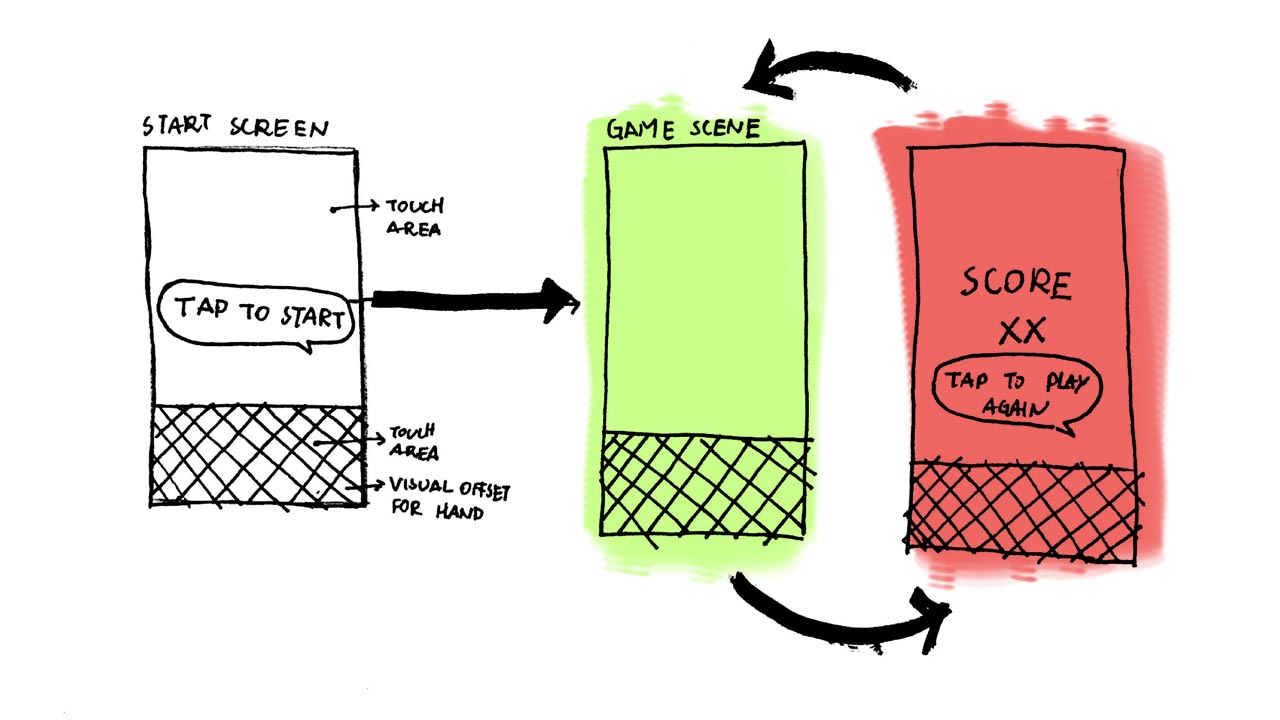 START SCREEN
TOUCH
AREA
TAP TO START
TOUCH
AREA
VISUAL OFFSET
FOR HAND
GAME SCENE
SCORE
XX
TAP TO PLAY
AGAIN